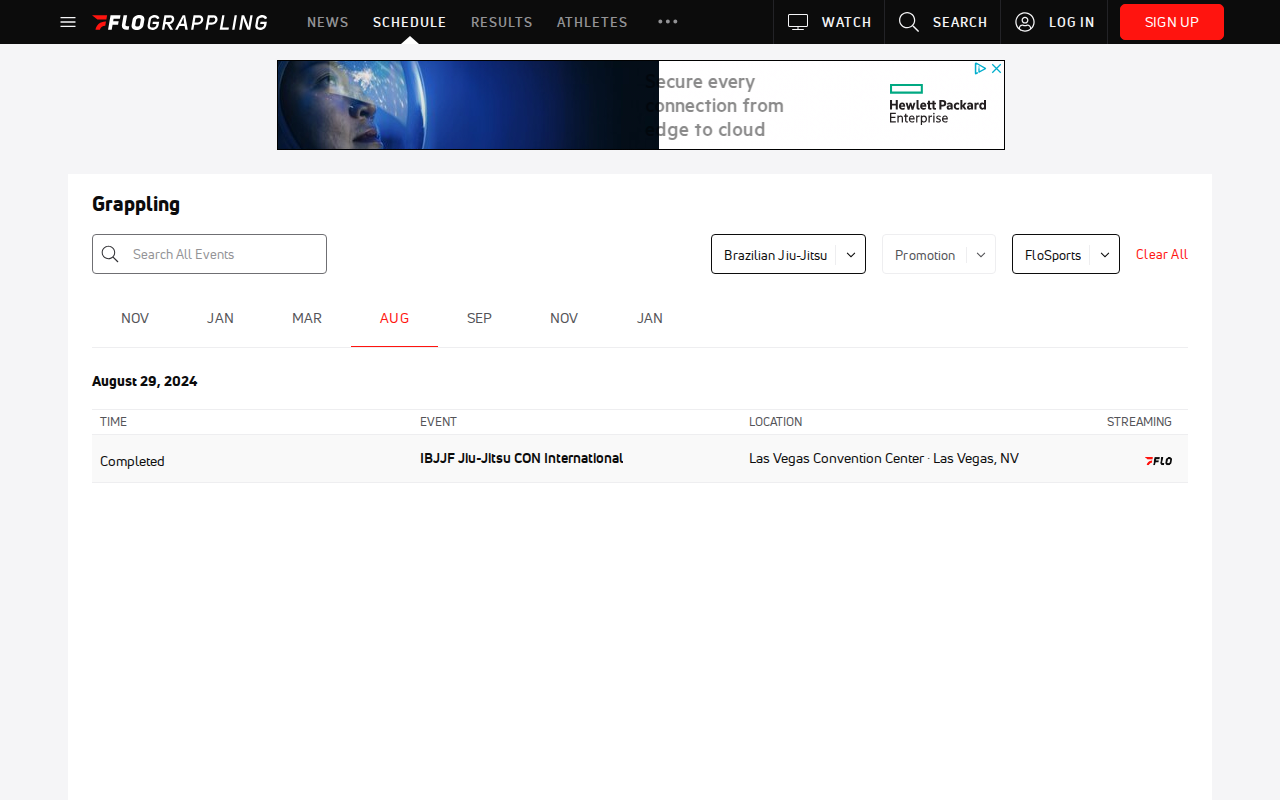 FLOGRAPPLING NEWS SCHEDULE RESULTS ATHLETES WATCH SEARCH LOG IN SIGN UP
Secure every
connection from
edge to cloud
Hewlett Packard
Enterprise
Grappling
Search All Events Brazilian Jiu-Jitsu Promotion FloSports Clear All
NOV JAN MAR AUG SEP NOV JAN
August 29, 2024
TIME EVENT LOCATION STREAMING
Completed IBJJF Jiu-Jitsu CON International Las Vegas Convention Center · Las Vegas, NV FLO